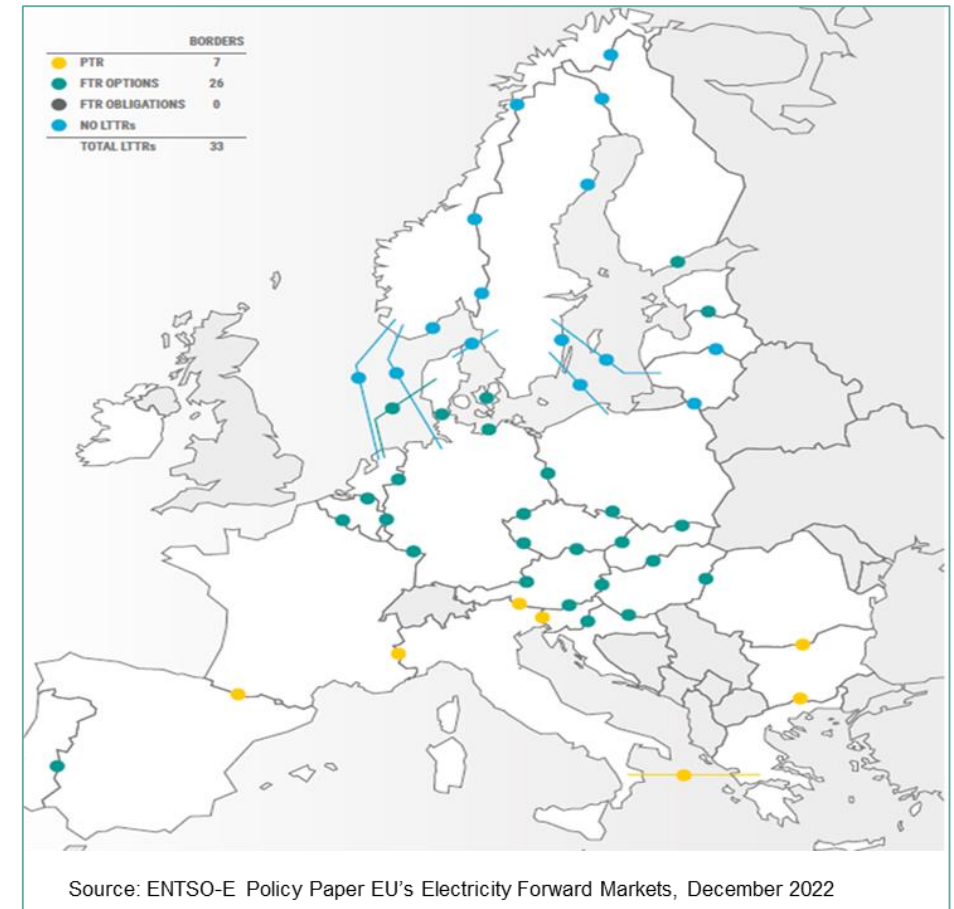 BORDERS
PTR 7
FTR OPTIONS 26
FTR OBLIGATIONS 0
NO LTTRs
TOTAL LTTRs 33
Source: ENTSO-E Policy Paper EU's Electricity Forward Markets, December 2022